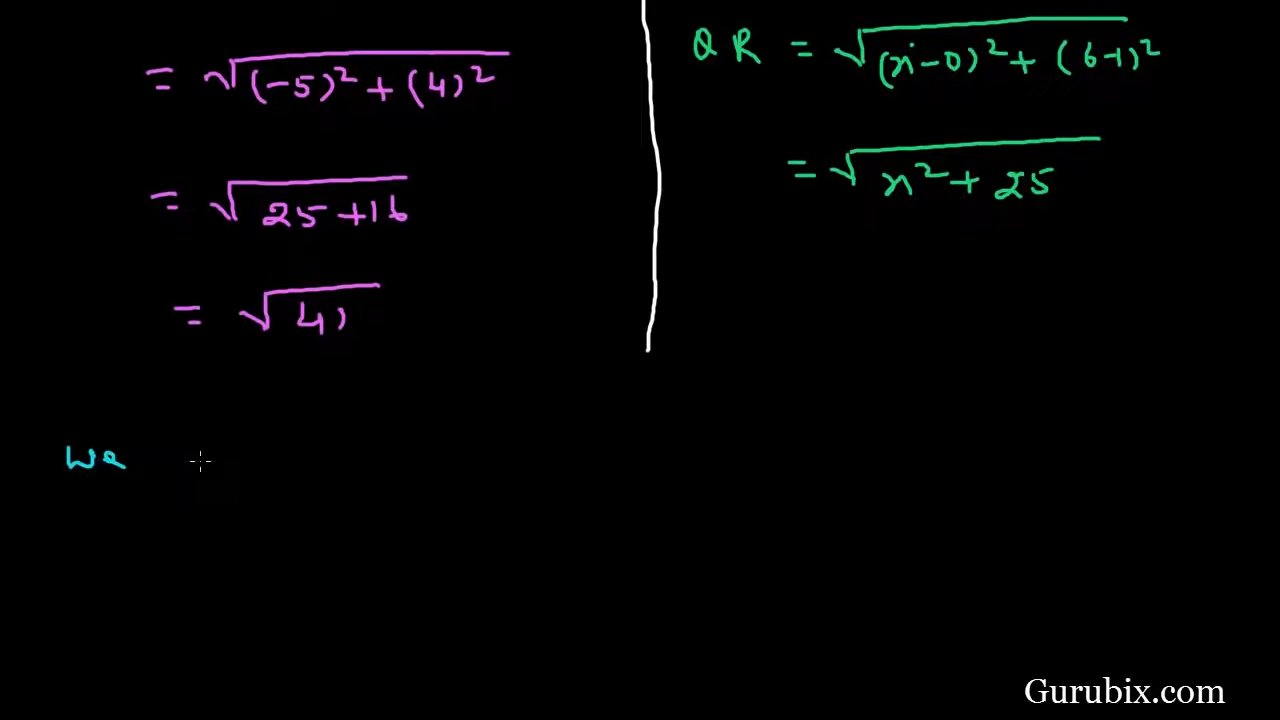 = √(-5)² + (4)²
= √25 + 16
= √41
QR = √(x-0)² + (6-1)²
= √x² + 25
We
Gurubix.com